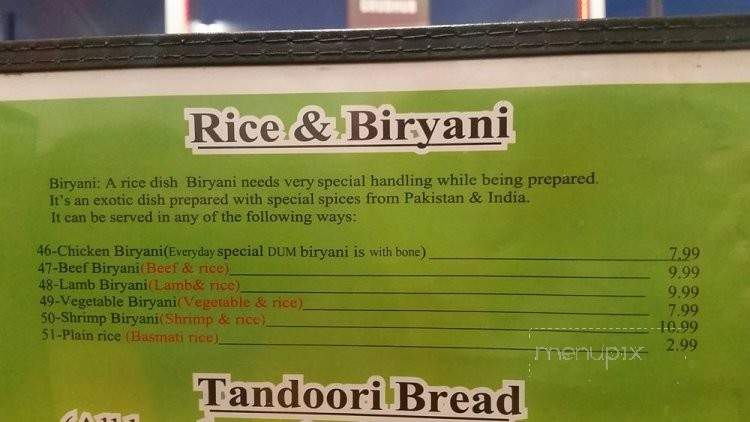 Rice & Biryani
Biryani: A rice dish Biryani needs very special handling while being prepared.
It's an exotic dish prepared with special spices from Pakistan & India.
It can be served in any of the following ways:
46-Chicken Biryani(Everyday special DUM biryani is with bone) 7.99
47-Beef Biryani(Beef & rice) 9.99
48-Lamb Biryani(Lamb& rice) 9.99
49-Vegetable Biryani(Vegetable & rice) 7.99
50-Shrimp Biryani(Shrimp & rice) 10.99
51-Plain rice (Basmati rice) 2.99
menupix
Tandoori Bread